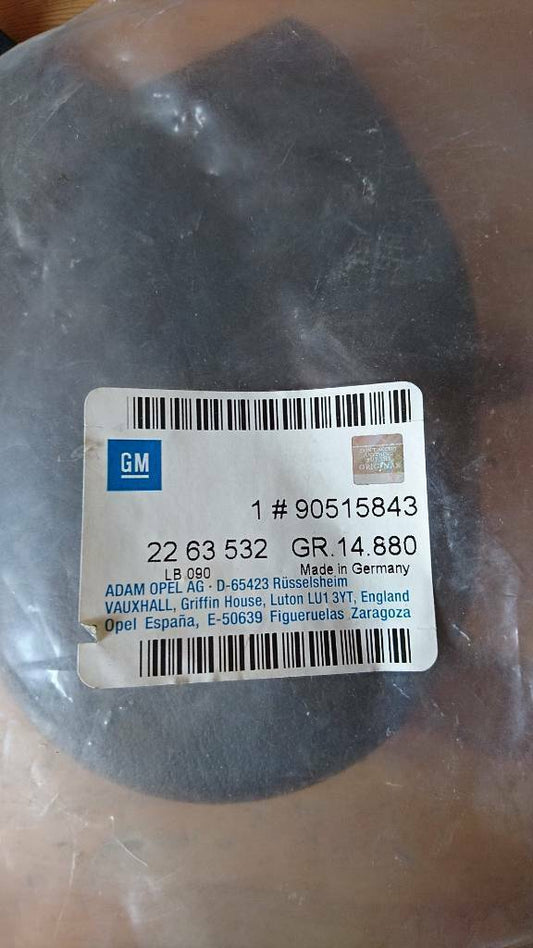 GM
1 # 90515843
22 63 532 GR.14.880
LB 090 Made in Germany
ADAM OPEL AG · D-65423 Rüsselsheim
VAUXHALL, Griffin House, Luton LU1 3YT, England
Opel España, E-50639 Figueruelas Zaragoza